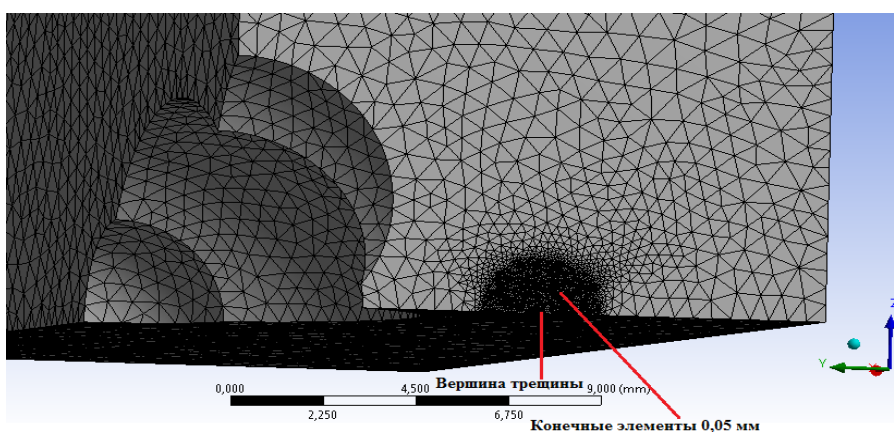 Z
Y
X
0,000
4,500
9,000 (mm)
2,250
6,750
Вершина трещины
Конечные элементы 0,05 мм